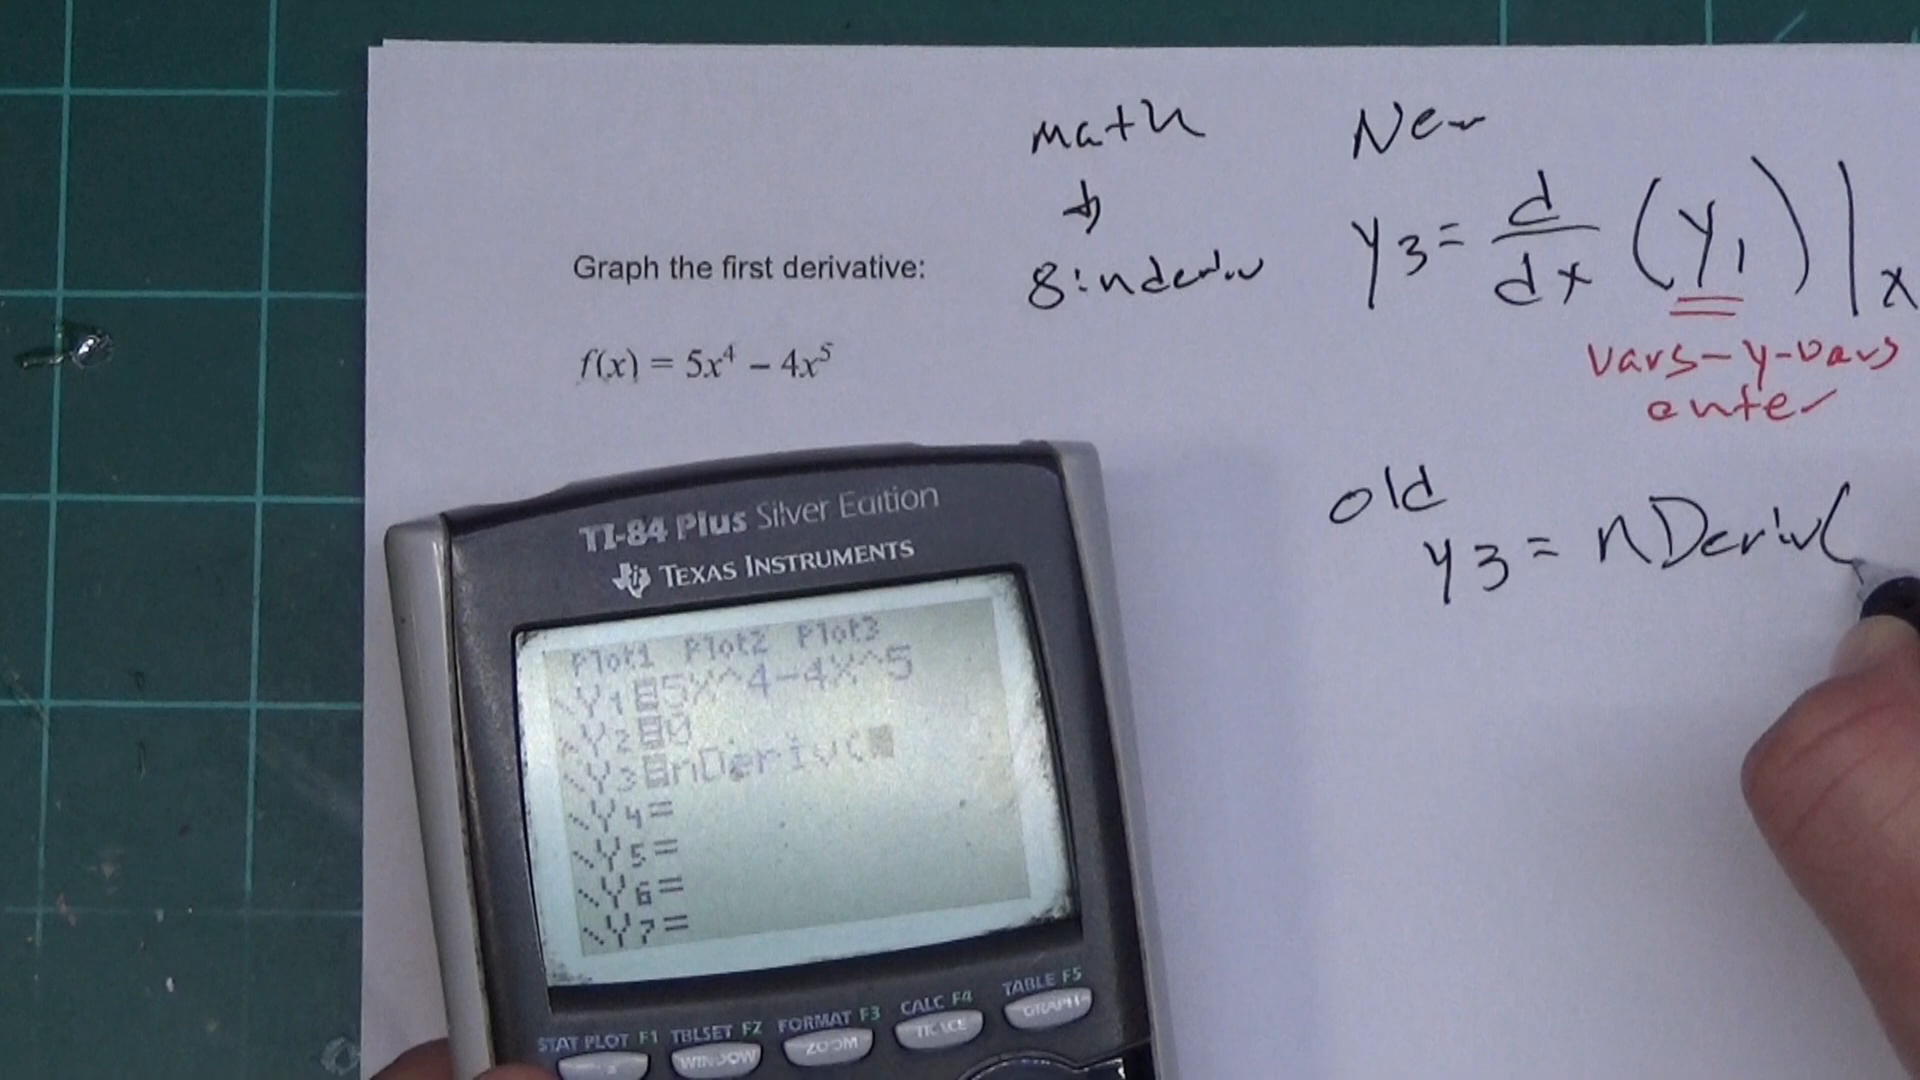 math
↓
8:nderiv
New
y3 = d/dx (y1)|x
vars-y-vars
enter
Graph the first derivative:
f(x) = 5x⁴ – 4x⁵
old
y3 = nDeriv(
TI-84 Plus Silver Edition
TEXAS INSTRUMENTS
Plot1 Plot2 Plot3
\Y1=5X^4-4X^5
\Y2=0
\Y3=nDeriv(
\Y4=
\Y5=
\Y6=
\Y7=
STAT PLOT F1 TBLSET F2 FORMAT F3 CALC F4 TABLE F5
WINDOW ZOOM TRACE GRAPH